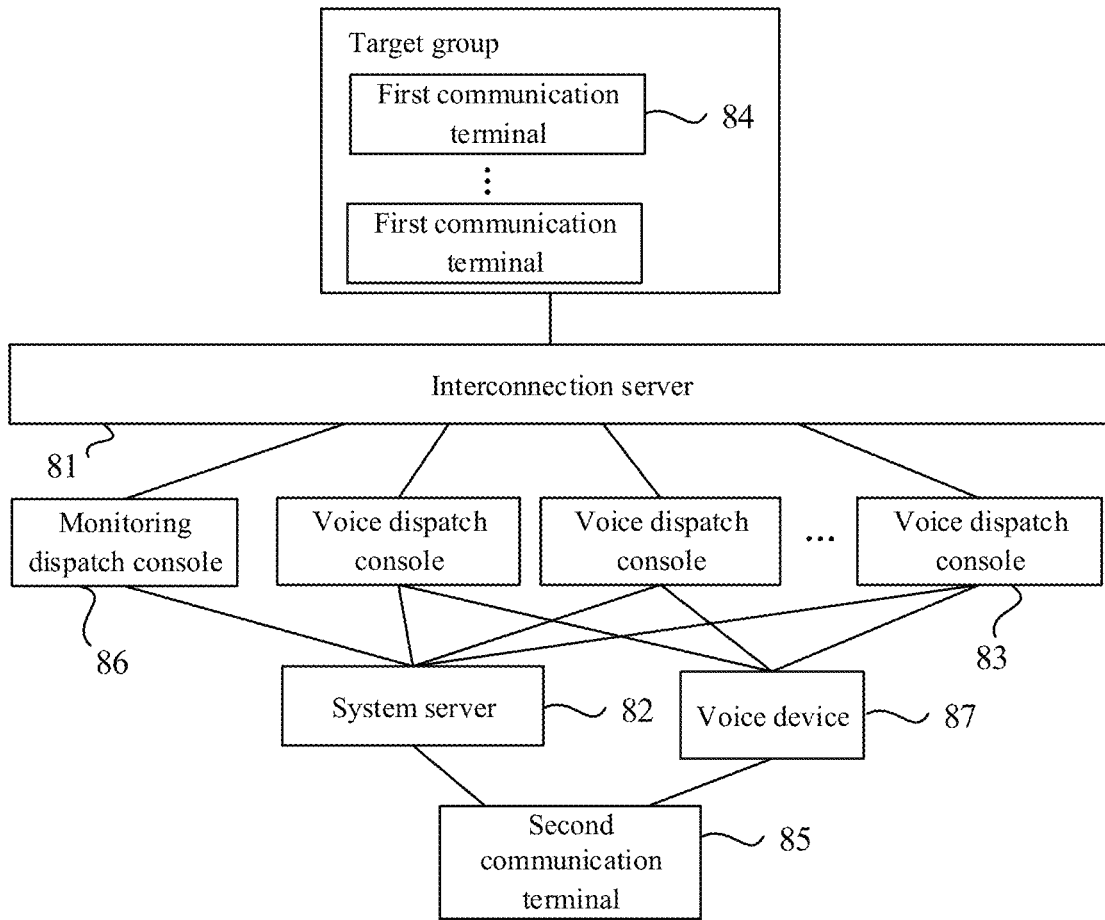 Target group
First communication
terminal
84
⋮
First communication
terminal
Interconnection server
81
Monitoring
dispatch console
Voice dispatch
console
Voice dispatch
console
...
Voice dispatch
console
86
83
System server
82
Voice device
87
Second
communication
terminal
85